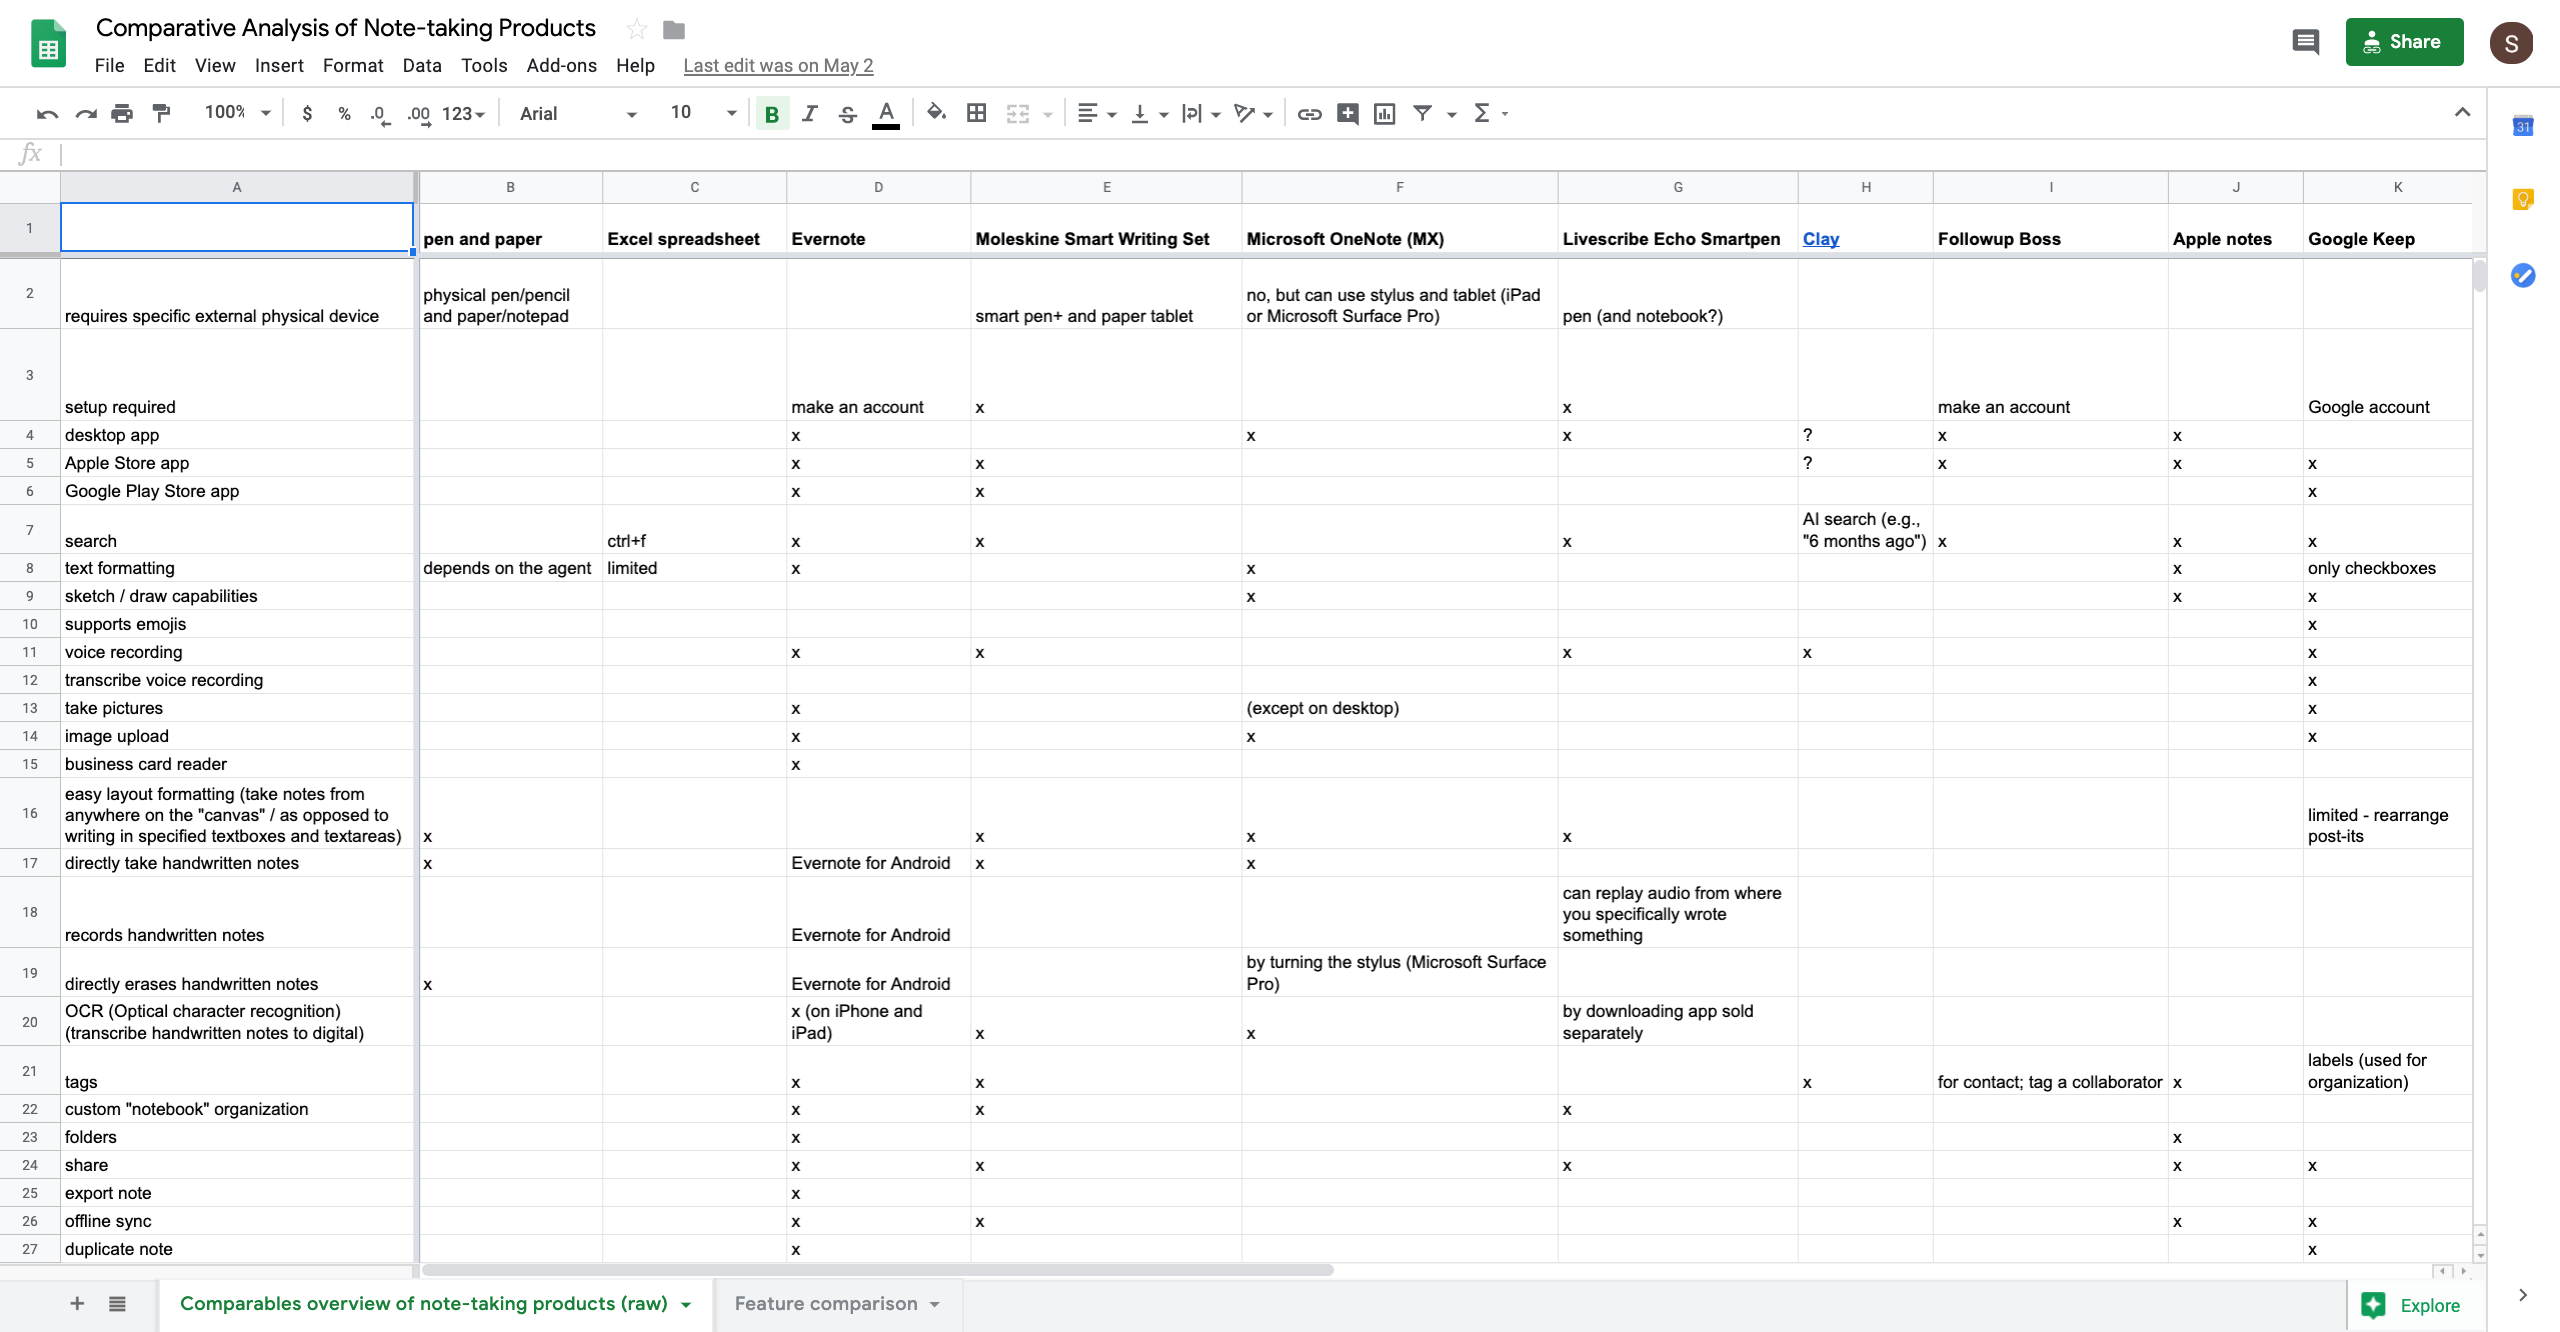 Comparative Analysis of Note-taking Products
File Edit View Insert Format Data Tools Add-ons Help Last edit was on May 2
Share
S
100% $ % .0 .00 123 Arial 10 B I S A
31
fx
A B C D E F G H I J K
1 pen and paper Excel spreadsheet Evernote Moleskine Smart Writing Set Microsoft OneNote (MX) Livescribe Echo Smartpen Clay Followup Boss Apple notes Google Keep
2 requires specific external physical device
physical pen/pencil
and paper/notepad
smart pen+ and paper tablet
no, but can use stylus and tablet (iPad
or Microsoft Surface Pro)
pen (and notebook?)
3 setup required make an account x x make an account Google account
4 desktop app x x x ? x x
5 Apple Store app x x ? x x x
6 Google Play Store app x x x
7 search ctrl+f x x x
AI search (e.g.,
"6 months ago")
x x x
8 text formatting depends on the agent limited x x x only checkboxes
9 sketch / draw capabilities x x x
10 supports emojis x
11 voice recording x x x x x
12 transcribe voice recording x
13 take pictures x (except on desktop) x
14 image upload x x x
15 business card reader x
16
easy layout formatting (take notes from
anywhere on the "canvas" / as opposed to
writing in specified textboxes and textareas)
x x x x
limited - rearrange
post-its
17 directly take handwritten notes x Evernote for Android x x
18 records handwritten notes Evernote for Android
can replay audio from where
you specifically wrote
something
19 directly erases handwritten notes x Evernote for Android
by turning the stylus (Microsoft Surface
Pro)
20
OCR (Optical character recognition)
(transcribe handwritten notes to digital)
x (on iPhone and
iPad)
x x
by downloading app sold
separately
21 tags x x x for contact; tag a collaborator x
labels (used for
organization)
22 custom "notebook" organization x x x
23 folders x x
24 share x x x x x
25 export note x
26 offline sync x x x x
27 duplicate note x x
Comparables overview of note-taking products (raw) Feature comparison Explore